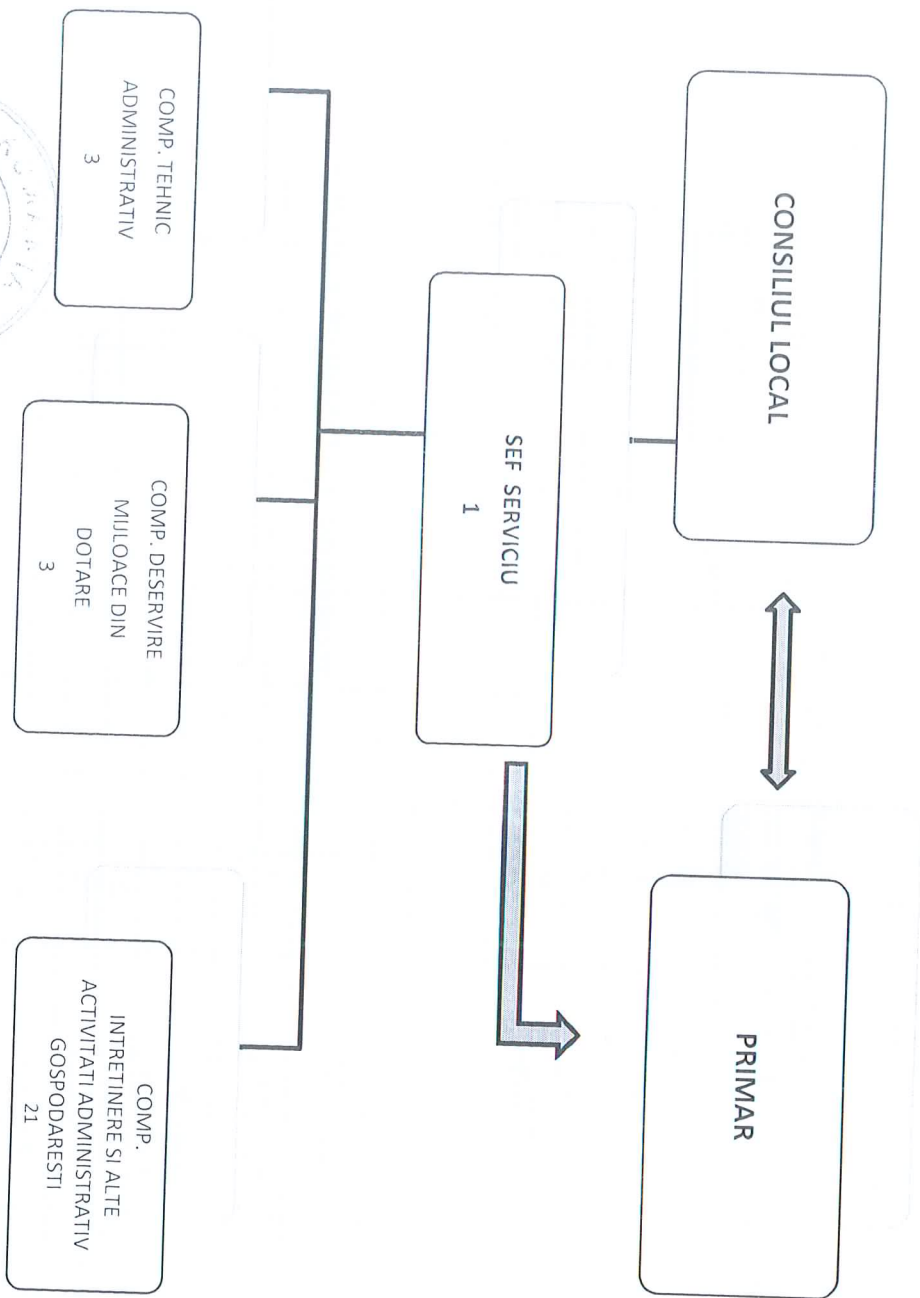 CONSILIUL LOCAL
PRIMAR
SEF SERVICIU
1
COMP. TEHNIC
ADMINISTRATIV
3
COMP. DESERVIRE
MIJLOACE DIN
DOTARE
3
COMP.
INTRETINERE SI ALTE
ACTIVITATI ADMINISTRATIV
GOSPODARESTI
21